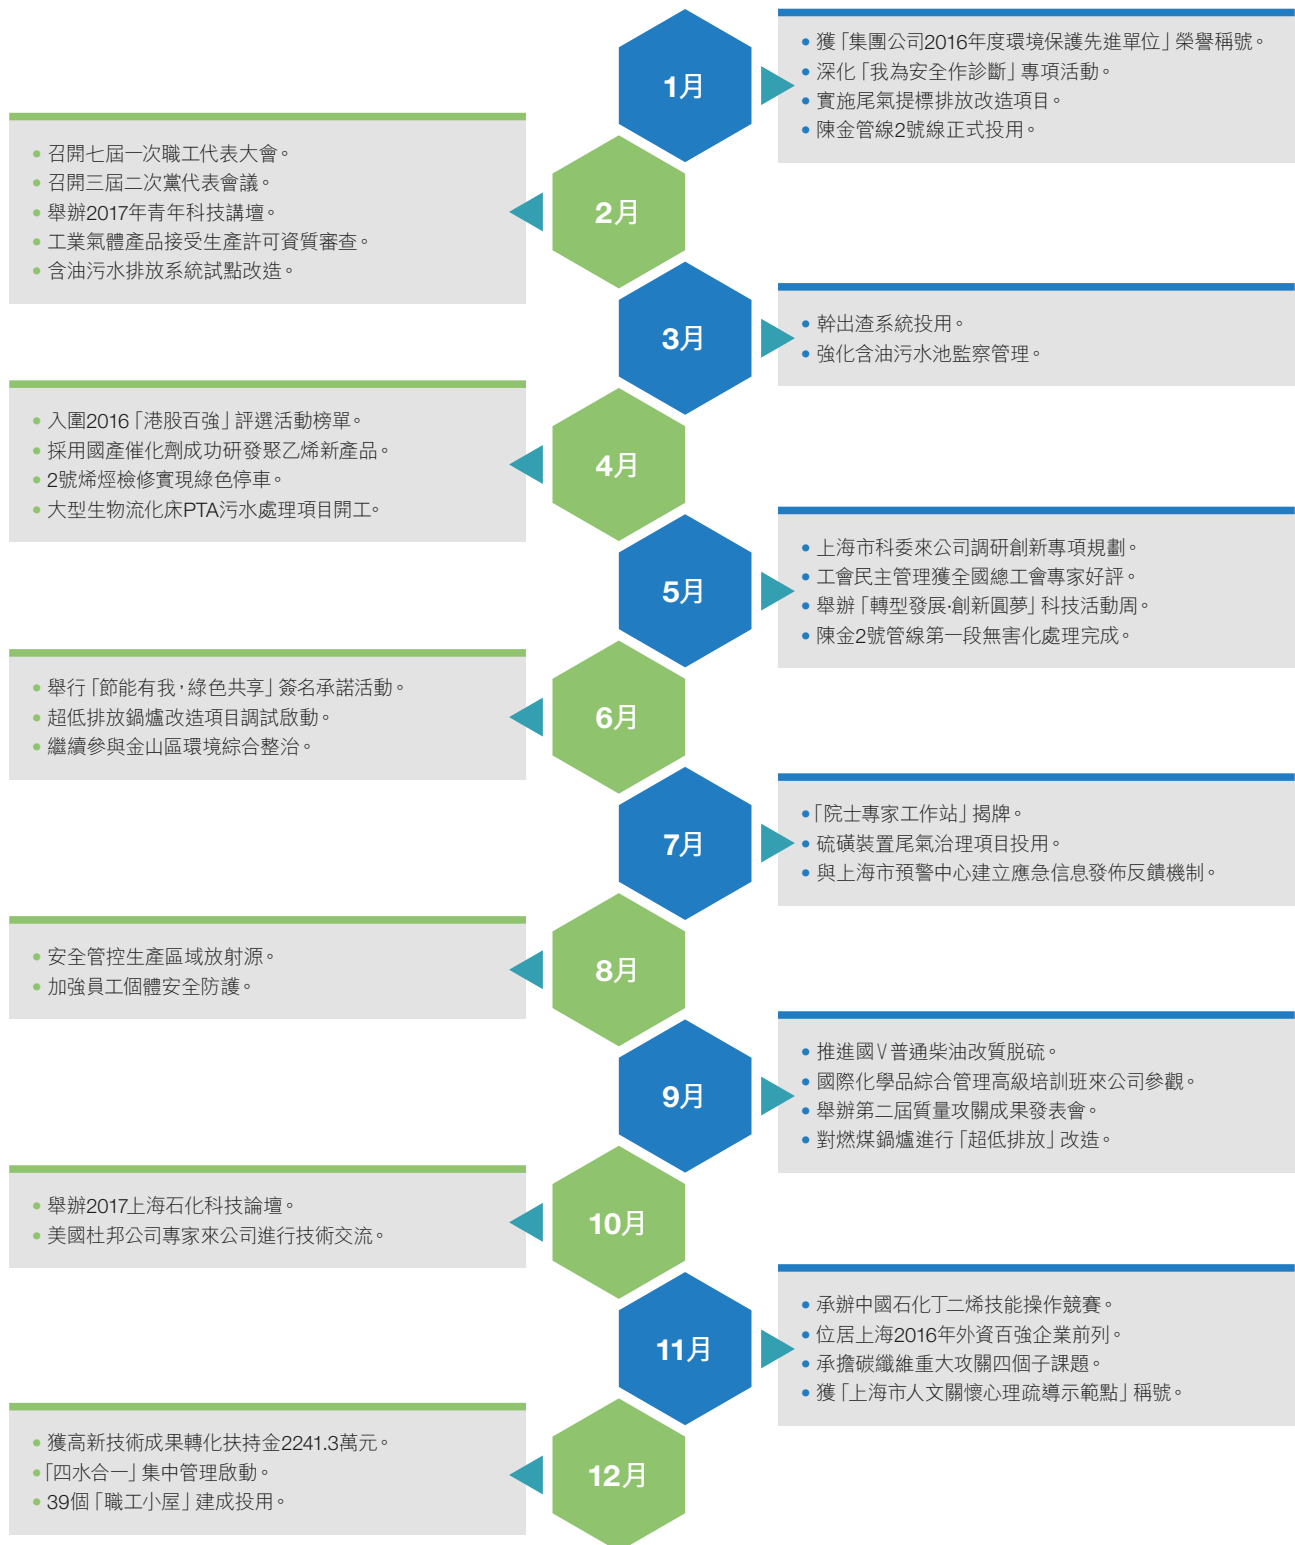 1月
• 獲「集團公司2016年度環境保護先進單位」榮譽稱號。
• 深化「我為安全作診斷」專項活動。
• 實施尾氣提標排放改造項目。
• 陳金管線2號線正式投用。
2月
• 召開七屆一次職工代表大會。
• 召開三屆二次黨代表會議。
• 舉辦2017年青年科技講壇。
• 工業氣體產品接受生產許可資質審查。
• 含油污水排放系統試點改造。
3月
• 幹出渣系統投用。
• 強化含油污水池監察管理。
4月
• 入圍2016「港股百強」評選活動榜單。
• 採用國產催化劑成功研發聚乙烯新產品。
• 2號烯烴檢修實現綠色停車。
• 大型生物流化床PTA污水處理項目開工。
5月
• 上海市科委來公司調研創新專項規劃。
• 工會民主管理獲全國總工會專家好評。
• 舉辦「轉型發展·創新圓夢」科技活動周。
• 陳金2號管線第一段無害化處理完成。
6月
• 舉行「節能有我，綠色共享」簽名承諾活動。
• 超低排放鍋爐改造項目調試啟動。
• 繼續參與金山區環境綜合整治。
7月
•「院士專家工作站」揭牌。
• 硫磺裝置尾氣治理項目投用。
• 與上海市預警中心建立應急信息發佈反饋機制。
8月
• 安全管控生產區域放射源。
• 加強員工個體安全防護。
9月
• 推進國V普通柴油改質脱硫。
• 國際化學品綜合管理高級培訓班來公司參觀。
• 舉辦第二屆質量攻關成果發表會。
• 對燃煤鍋爐進行「超低排放」改造。
10月
• 舉辦2017上海石化科技論壇。
• 美國杜邦公司專家來公司進行技術交流。
11月
• 承辦中國石化丁二烯技能操作競賽。
• 位居上海2016年外資百強企業前列。
• 承擔碳纖維重大攻關四個子課題。
• 獲「上海市人文關懷心理疏導示範點」稱號。
12月
• 獲高新技術成果轉化扶持金2241.3萬元。
•「四水合一」集中管理啟動。
• 39個「職工小屋」建成投用。